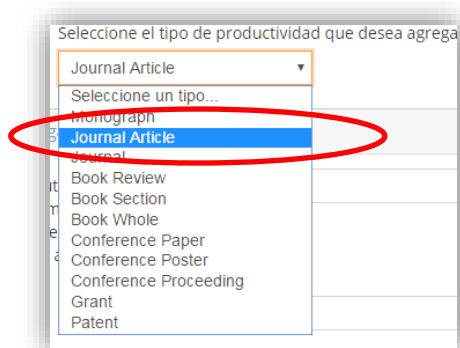 Seleccione el tipo de productividad que desea agrega
Journal Article
Seleccione un tipo...
Monograph
Journal Article
Journal
Book Review
Book Section
Book Whole
Conference Paper
Conference Poster
Conference Proceeding
Grant
Patent